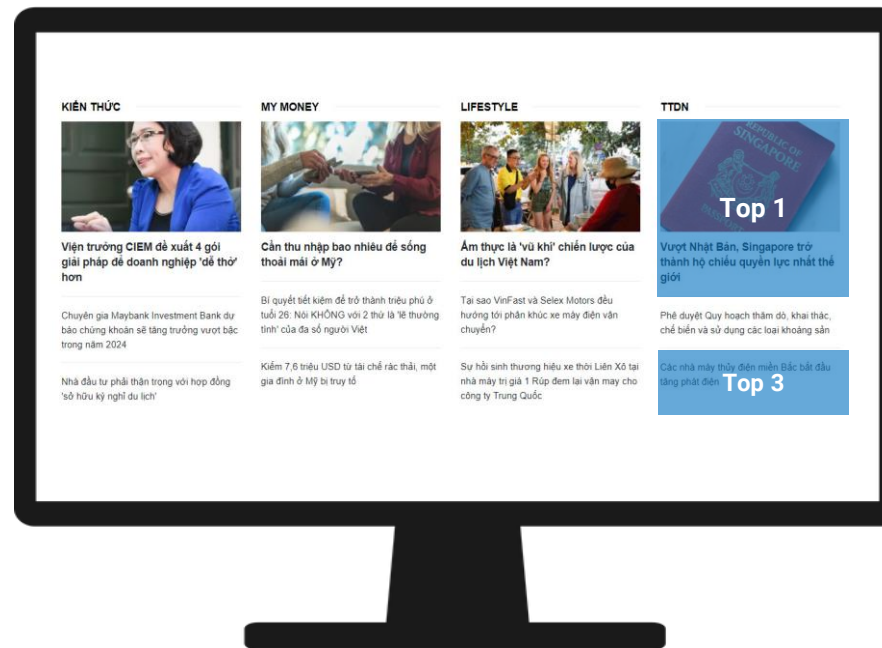 KIẾN THỨC
Viện trưởng CIEM đề xuất 4 gói
giải pháp để doanh nghiệp 'dễ thở'
hơn
Chuyên gia Maybank Investment Bank dự
báo chứng khoán sẽ tăng trưởng vượt bậc
trong năm 2024
Nhà đầu tư phải thận trọng với hợp đồng
'sở hữu kỳ nghỉ du lịch'
MY MONEY
Cần thu nhập bao nhiêu để sống
thoải mái ở Mỹ?
Bí quyết tiết kiệm để trở thành triệu phú ở
tuổi 26: Nói KHÔNG với 2 thứ là 'lẽ thường
tình' của đa số người Việt
Kiếm 7,6 triệu USD từ tái chế rác thải, một
gia đình ở Mỹ bị truy tố
LIFESTYLE
Ẩm thực là 'vũ khí' chiến lược của
du lịch Việt Nam?
Tại sao VinFast và Selex Motors đều
hướng tới phân khúc xe máy điện vận
chuyển?
Sự hồi sinh thương hiệu xe thời Liên Xô tại
nhà máy trị giá 1 Rúp đem lại vận may cho
công ty Trung Quốc
TTDN
REPUBLIC OF
SINGAPORE
Top 1
Vượt Nhật Bản, Singapore trở
thành hộ chiếu quyền lực nhất thế
giới
Phê duyệt Quy hoạch thăm dò, khai thác,
chế biến và sử dụng các loại khoáng sản
Các nhà máy thủy điện miền Bắc bắt đầu
tăng phát điện
Top 3